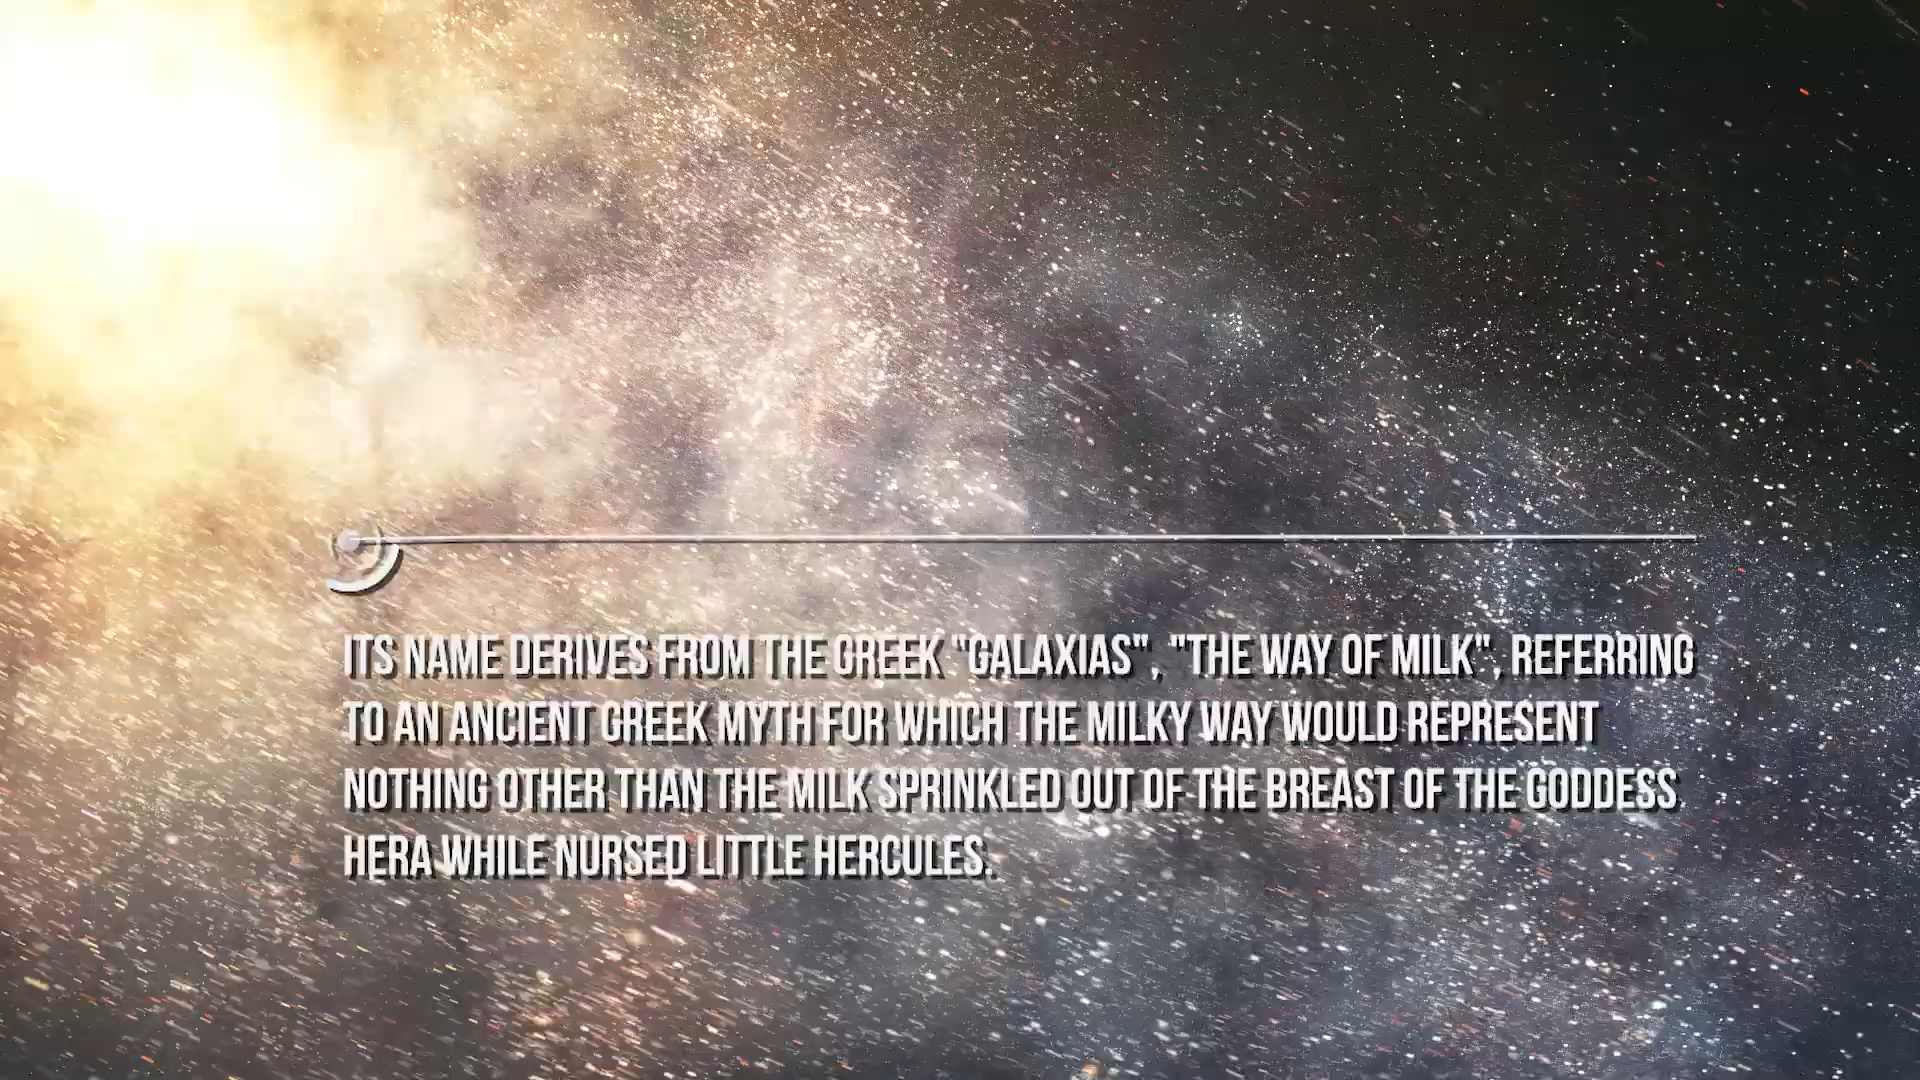 ITS NAME DERIVES FROM THE GREEK "GALAXIAS", "THE WAY OF MILK", REFERRING
TO AN ANCIENT GREEK MYTH FOR WHICH THE MILKY WAY WOULD REPRESENT
NOTHING OTHER THAN THE MILK SPRINKLED OUT OF THE BREAST OF THE GODDESS
HERA WHILE NURSED LITTLE HERCULES.